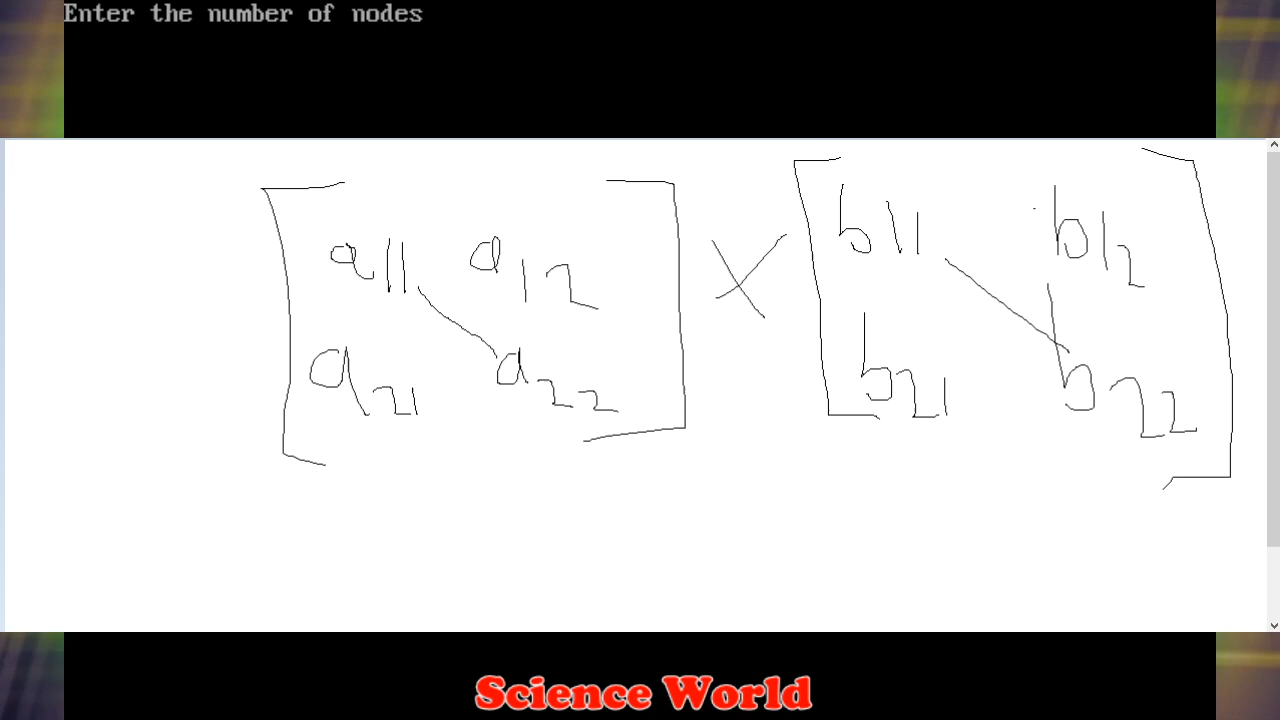 Enter the number of nodes
a11 a12 X b11 b12
a21 a22 b21 b22
Science World